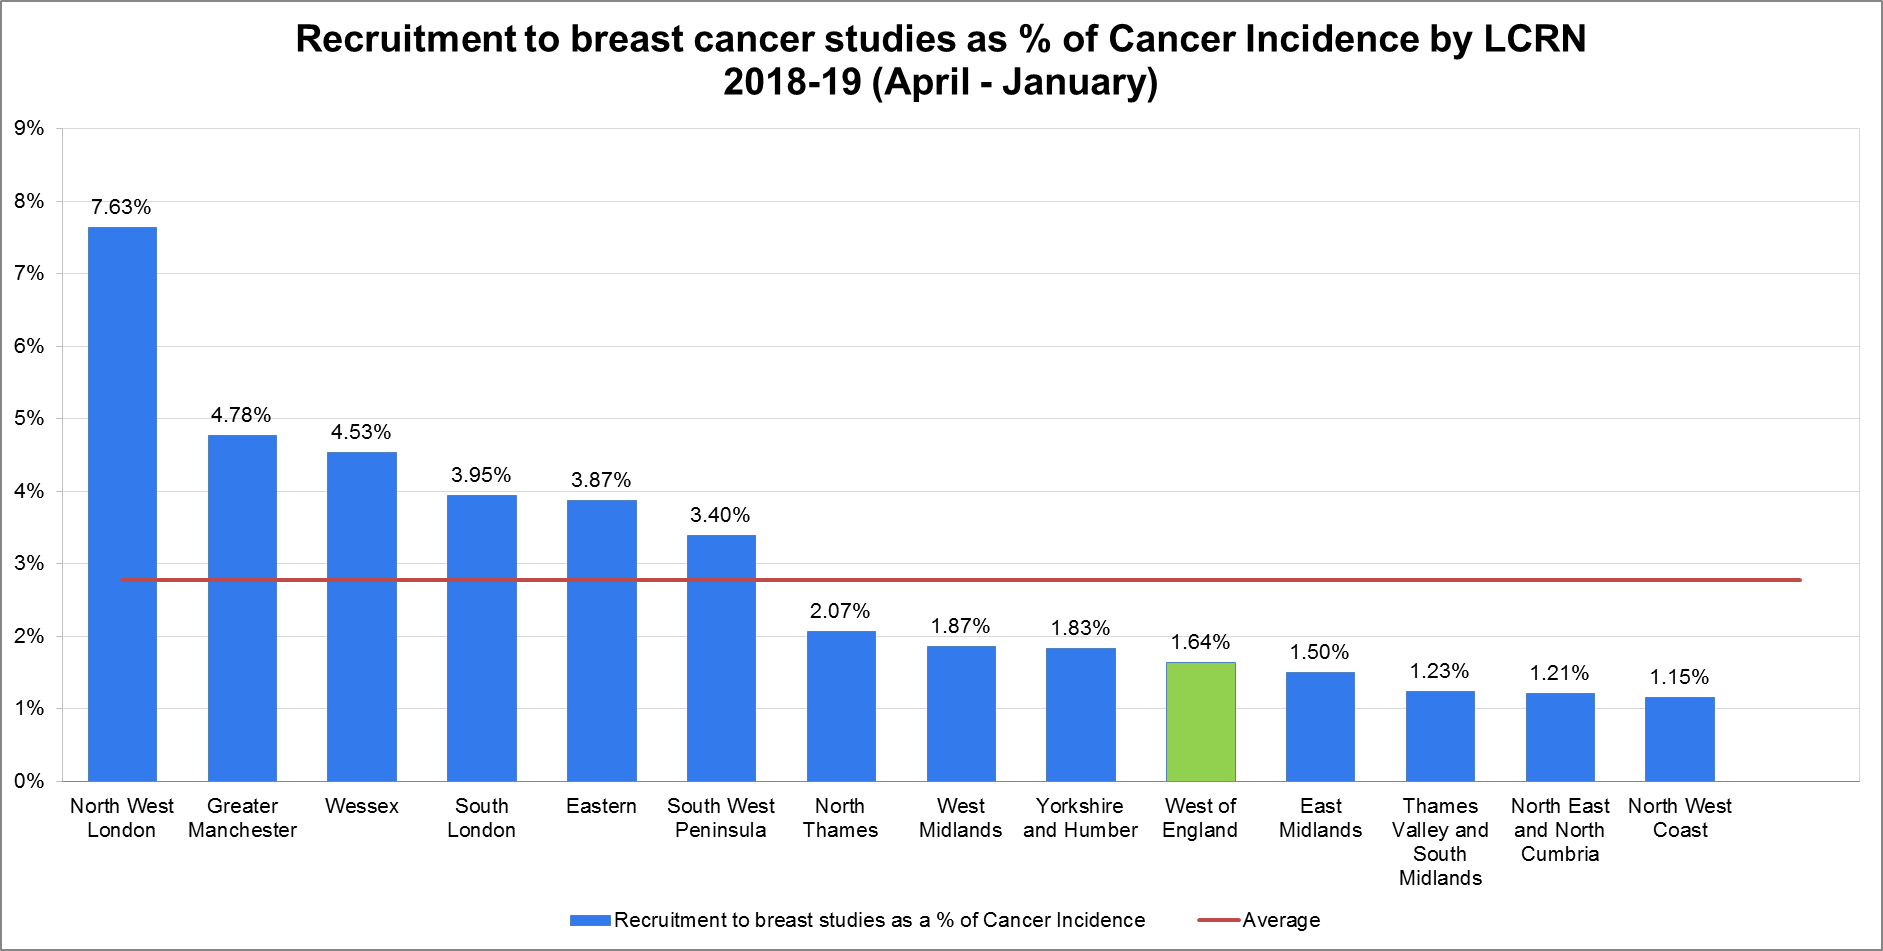 Recruitment to breast cancer studies as % of Cancer Incidence by LCRN
2018-19 (April - January)
9%
8%
7%
6%
5%
4%
3%
2%
1%
0%
7.63%
4.78%
4.53%
3.95%
3.87%
3.40%
2.07%
1.87%
1.83%
1.64%
1.50%
1.23%
1.21%
1.15%
North West
London
Greater
Manchester
Wessex
South
London
Eastern
South West
Peninsula
North
Thames
West
Midlands
Yorkshire
and Humber
West of
England
East
Midlands
Thames
Valley and
South
Midlands
North East
and North
Cumbria
North West
Coast
Recruitment to breast studies as a % of Cancer Incidence
Average